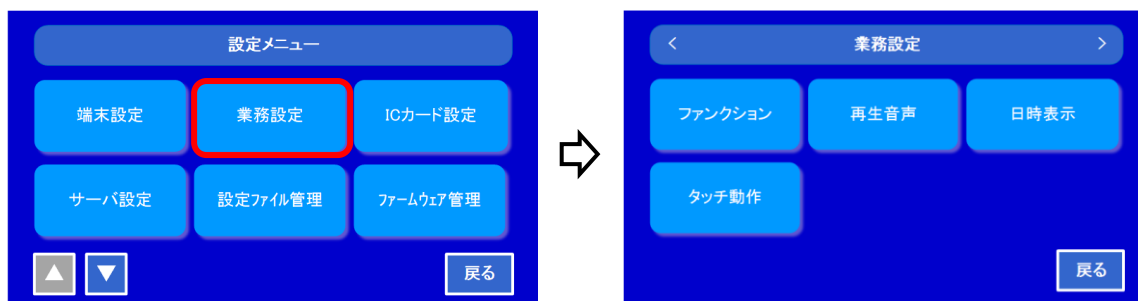 設定メニュー
端末設定
業務設定
ICカード設定
サーバ設定
設定ファイル管理
ファームウェア管理
戻る
業務設定
ファンクション
再生音声
日時表示
タッチ動作
戻る